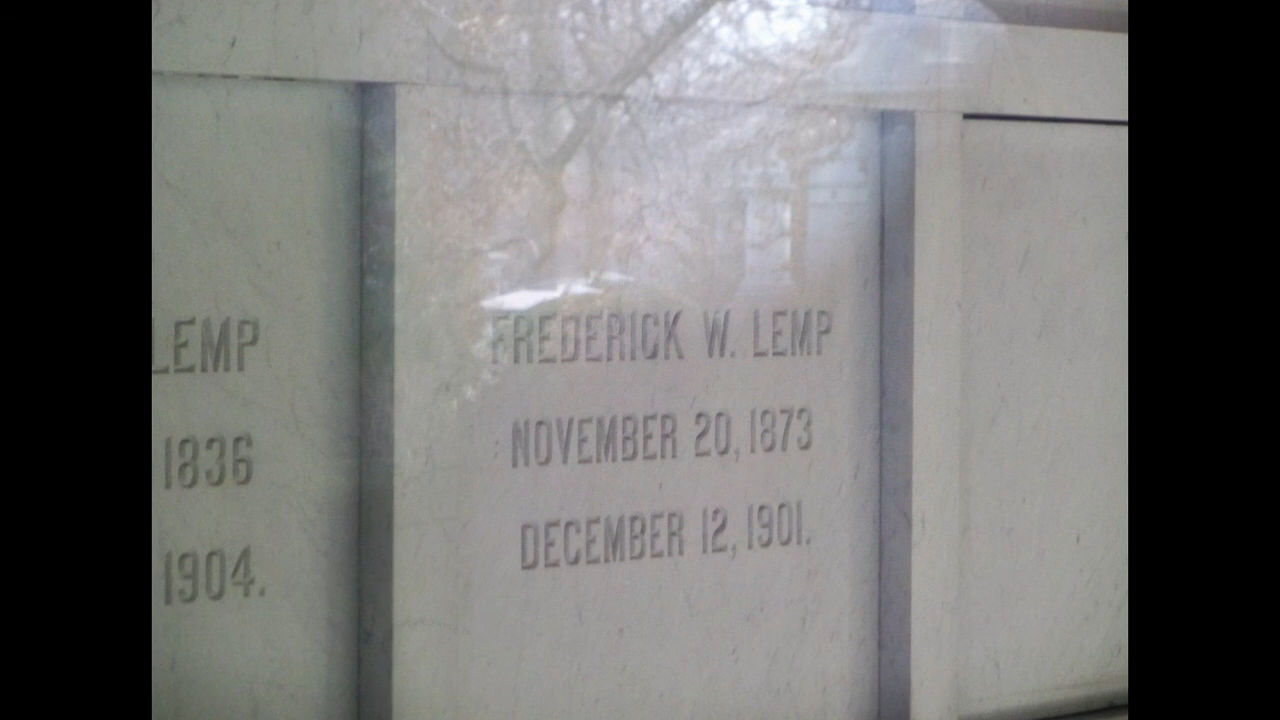 LEMP
1836
1904.
FREDERICK W. LEMP
NOVEMBER 20, 1873
DECEMBER 12, 1901.